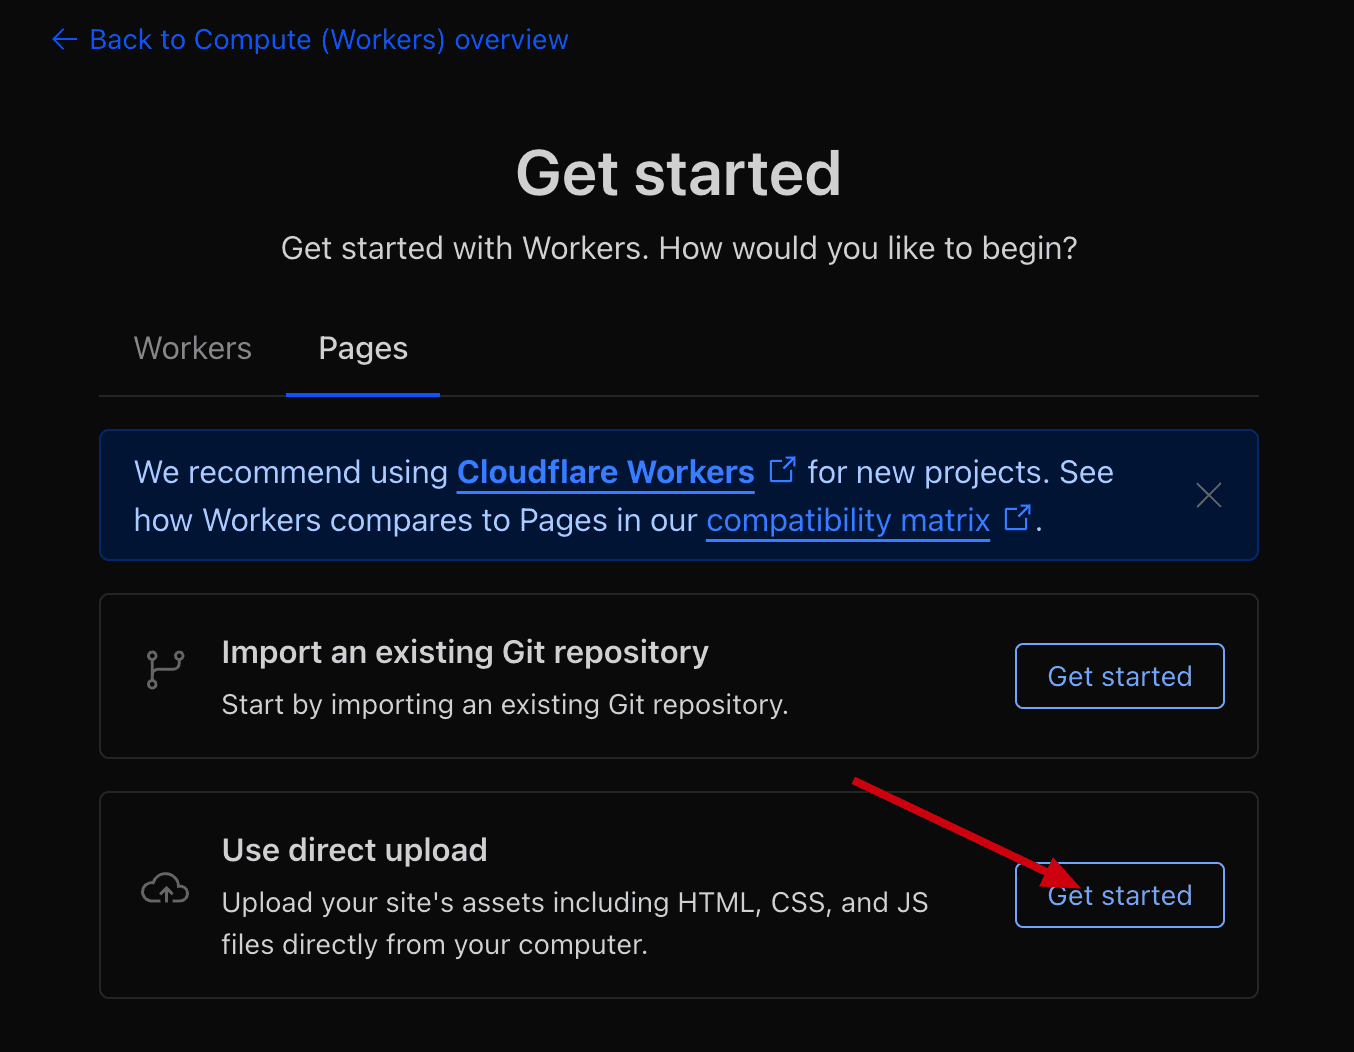 ← Back to Compute (Workers) overview
Get started
Get started with Workers. How would you like to begin?
Workers Pages
We recommend using Cloudflare Workers for new projects. See
how Workers compares to Pages in our compatibility matrix.
Import an existing Git repository
Start by importing an existing Git repository.
Get started
Use direct upload
Upload your site's assets including HTML, CSS, and JS
files directly from your computer.
Get started